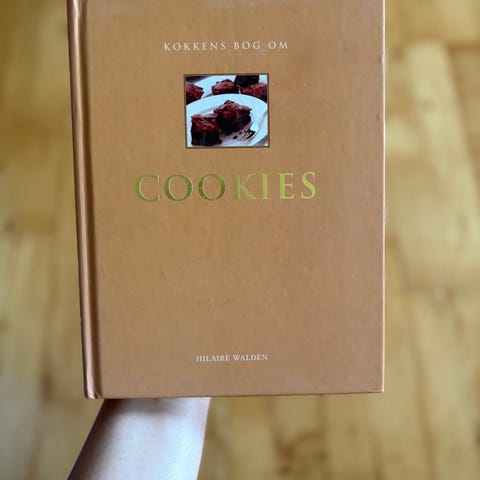 KOKKENS BOG OM
COOKIES
HILAIRE WALDEN